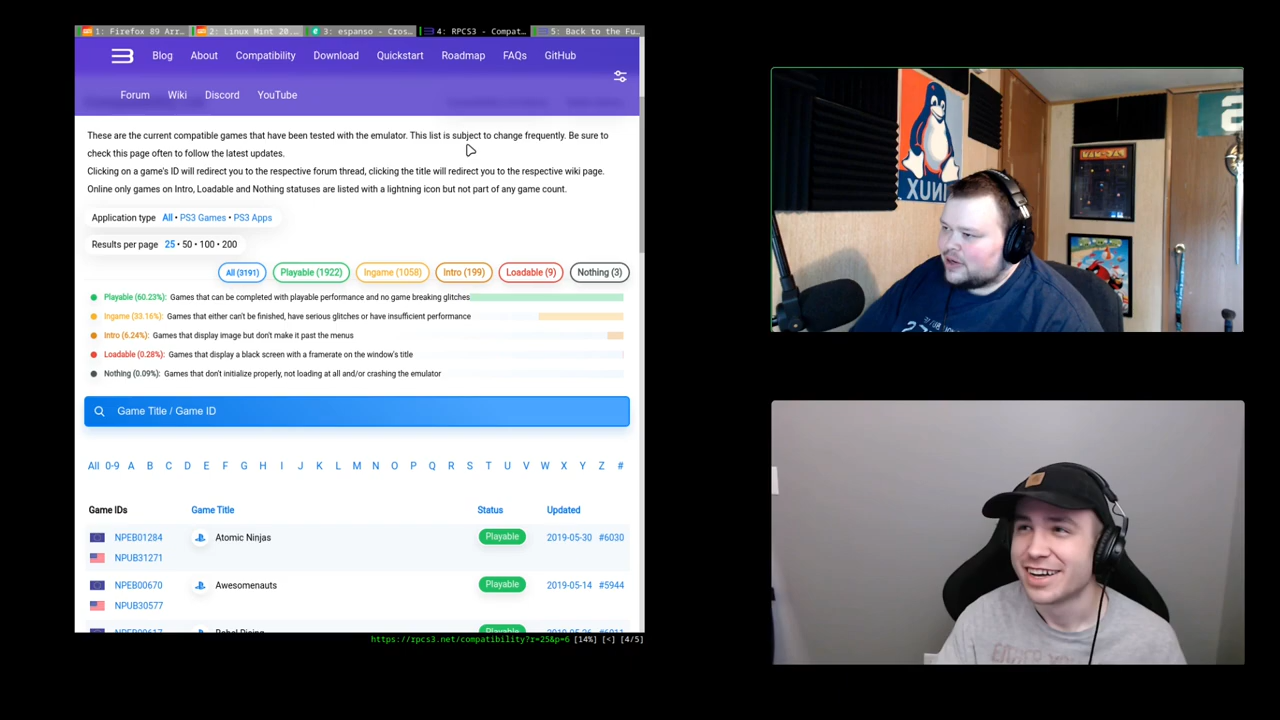 1: Firefox 89 Arr…
2: Linux Mint 20.…
3: espanso - Cros…
4: RPCS3 - Compat…
5: Back to the Fu…
Blog About Compatibility Download Quickstart Roadmap FAQs GitHub
Forum Wiki Discord YouTube
These are the current compatible games that have been tested with the emulator. This list is subject to change frequently. Be sure to
check this page often to follow the latest updates.
Clicking on a game's ID will redirect you to the respective forum thread, clicking the title will redirect you to the respective wiki page.
Online only games on Intro, Loadable and Nothing statuses are listed with a lightning icon but not part of any game count.
Application type All • PS3 Games • PS3 Apps
Results per page 25 • 50 • 100 • 200
All (3191) Playable (1922) Ingame (1058) Intro (199) Loadable (9) Nothing (3)
Playable (60.23%): Games that can be completed with playable performance and no game breaking glitches
Ingame (33.16%): Games that either can't be finished, have serious glitches or have insufficient performance
Intro (6.24%): Games that display image but don't make it past the menus
Loadable (0.28%): Games that display a black screen with a framerate on the window's title
Nothing (0.09%): Games that don't initialize properly, not loading at all and/or crashing the emulator
Game Title / Game ID
All 0-9 A B C D E F G H I J K L M N O P Q R S T U V W X Y Z #
Game IDs Game Title Status Updated
NPEB01284 Atomic Ninjas Playable 2019-05-30 #6030
NPUB31271
NPEB00670 Awesomenauts Playable 2019-05-14 #5944
NPUB30577
https://rpcs3.net/compatibility?r=25&p=6 [14%] [<] [4/5]